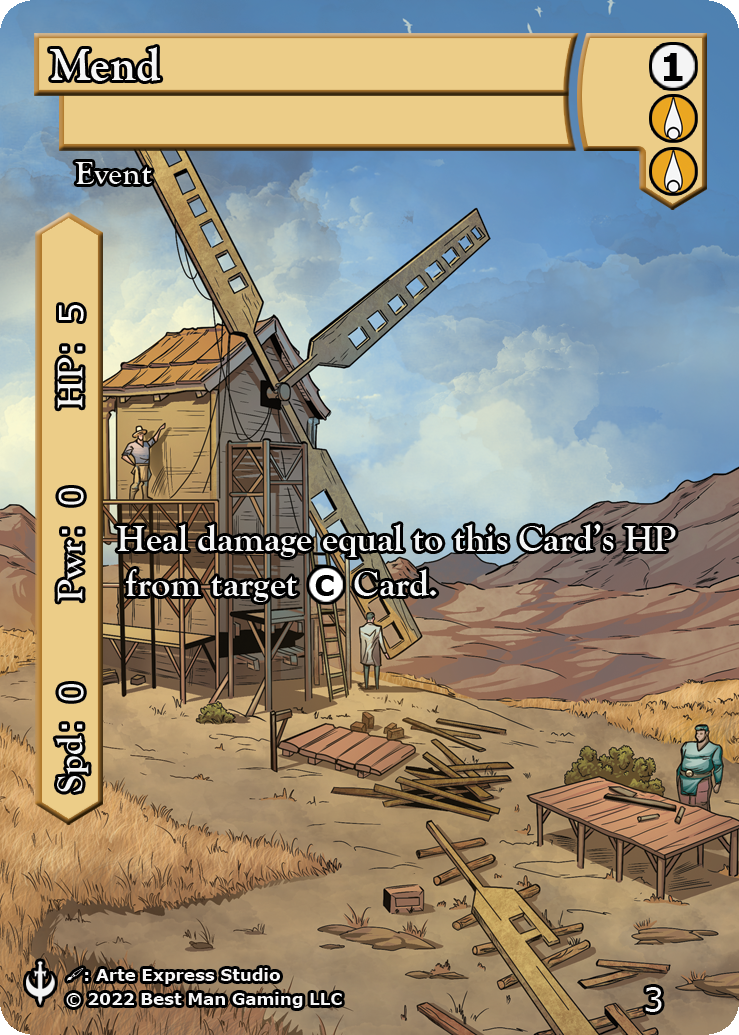 Mend
1
Event
HP: 5
Pwr: 0
Spd: 0
Heal damage equal to this Card's HP
from target C Card.
: Arte Express Studio
© 2022 Best Man Gaming LLC
3